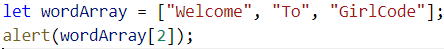 let wordArray = ["Welcome", "To", "GirlCode"];
alert(wordArray[2]);